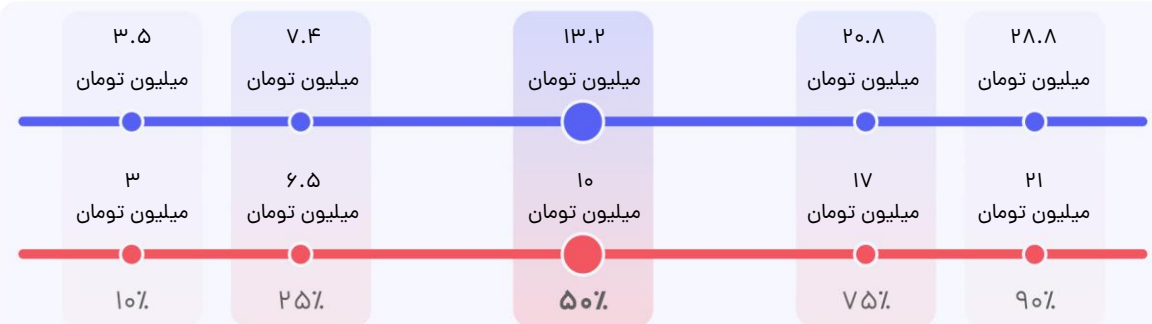 ۳.۵ ۷.۴ ۱۳.۲ ۲۰.۸ ۲۸.۸
میلیون تومان میلیون تومان میلیون تومان میلیون تومان میلیون تومان
۳ ۶.۵ ۱۰ ۱۷ ۲۱
میلیون تومان میلیون تومان میلیون تومان میلیون تومان میلیون تومان
۱۰٪ ۲۵٪ ۵۰٪ ۷۵٪ ۹۰٪